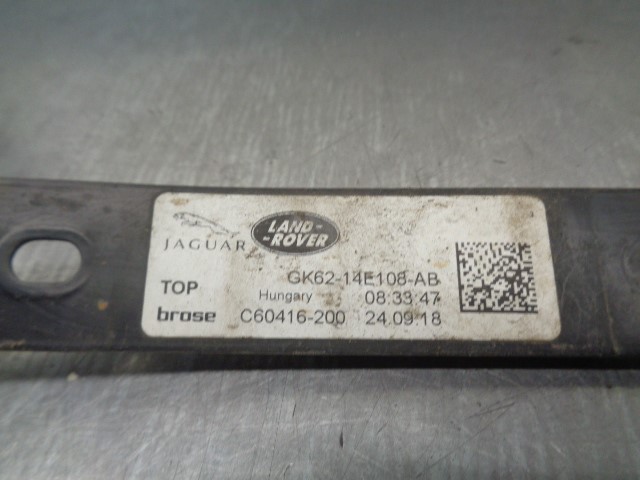 JAGUAR
LAND-
-ROVER
TOP
GK62-14E108-AB
Hungary 08:33:47
brose C60416-200 24.09.18